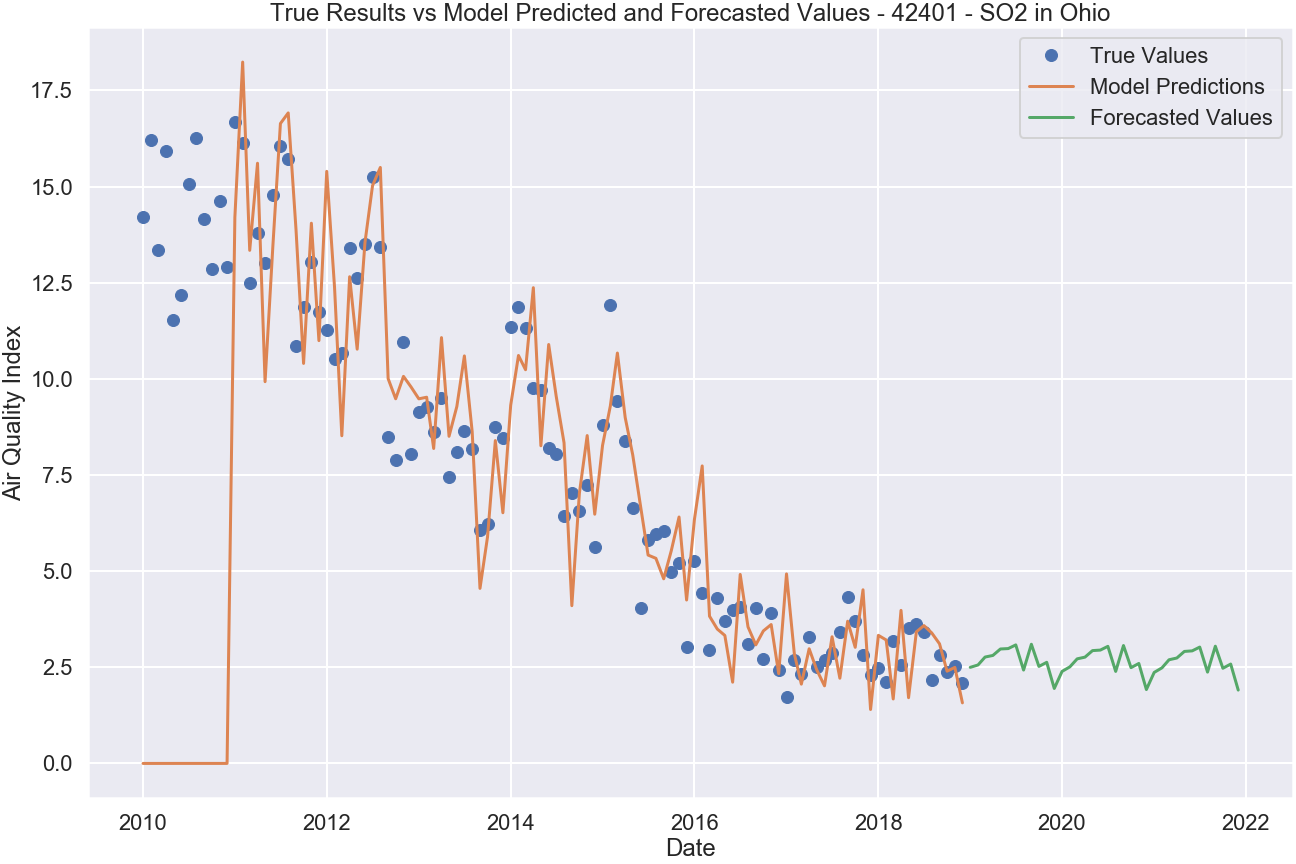 True Results vs Model Predicted and Forecasted Values - 42401 - SO2 in Ohio
True Values
Model Predictions
Forecasted Values
17.5
15.0
12.5
10.0
7.5
5.0
2.5
0.0
Air Quality Index
2010 2012 2014 2016 2018 2020 2022
Date